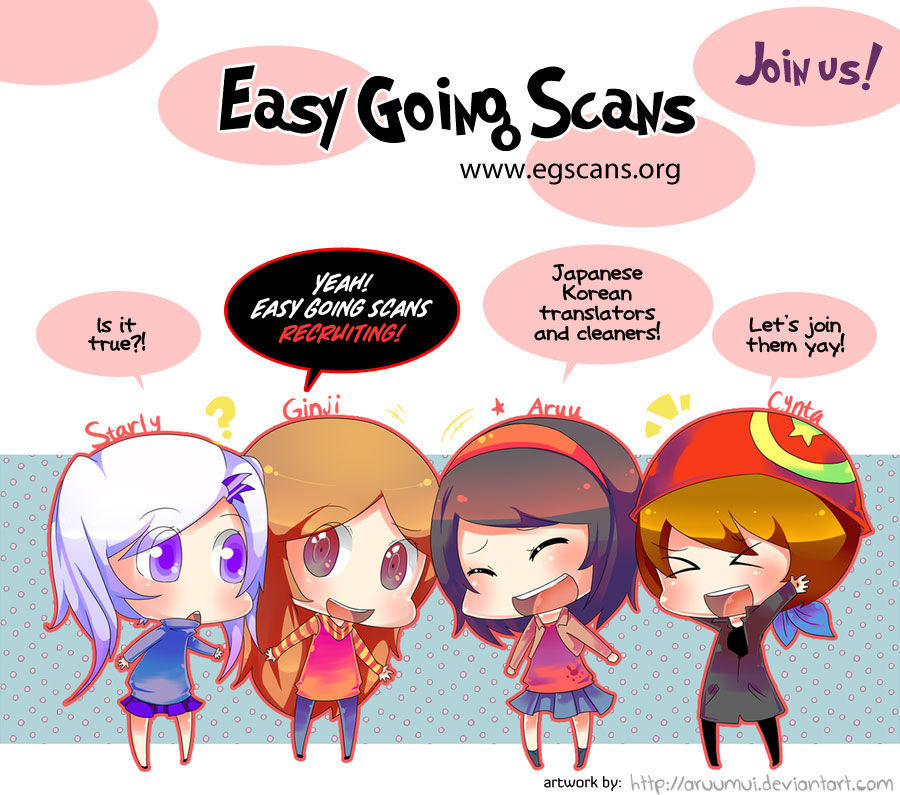 Join us!
Easy Going Scans
www.egscans.org
Is it
true?!
YEAH!
EASY GOING SCANS
RECRUITING!
Japanese
Korean
translators
and cleaners!
Let's join
them yay!
Starly
?
Ginji
Aruu
Cynta
artwork by: http://aruumui.deviantart.com